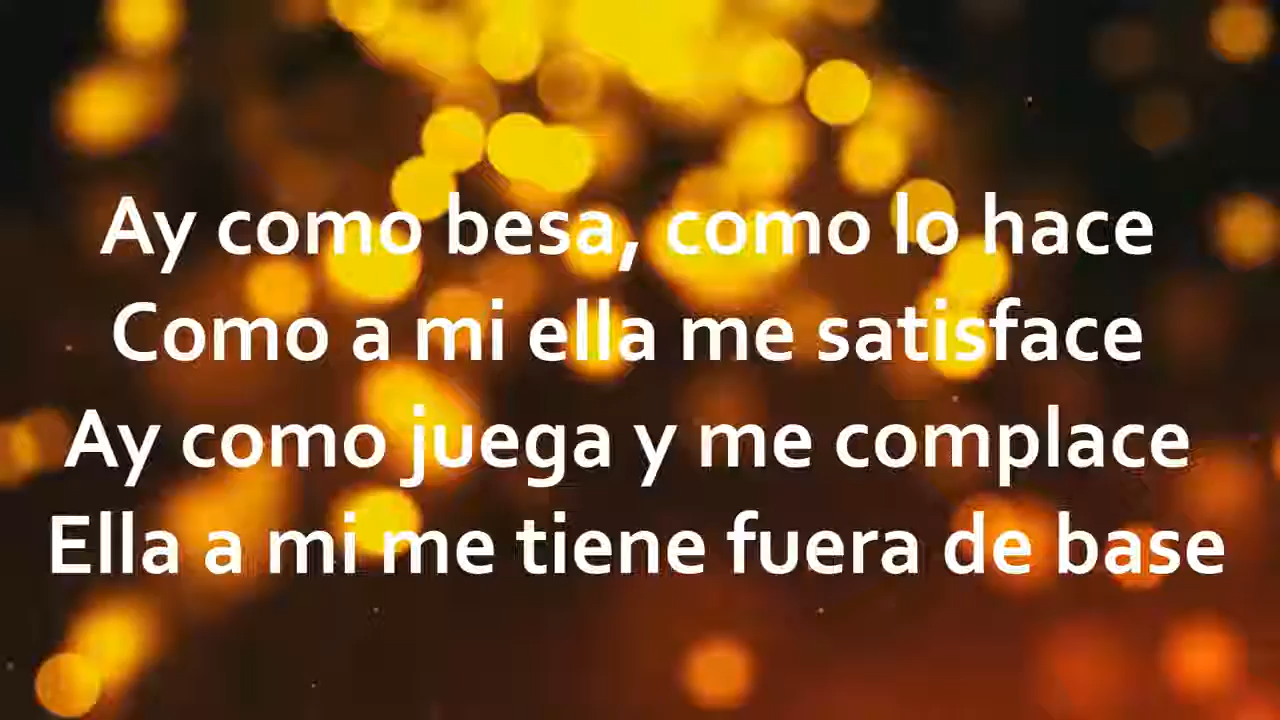 Ay como besa, como lo hace
Como a mi ella me satisface
Ay como juega y me complace
Ella a mi me tiene fuera de base